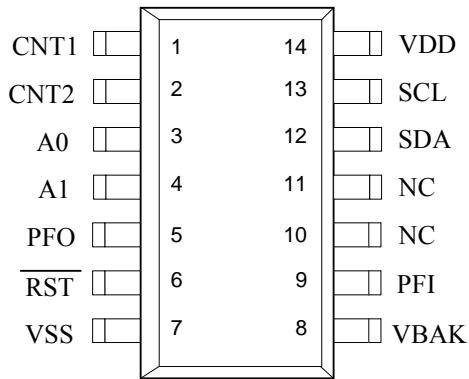 CNT1 1 14 VDD
CNT2 2 13 SCL
A0 3 12 SDA
A1 4 11 NC
PFO 5 10 NC
RST 6 9 PFI
VSS 7 8 VBAK